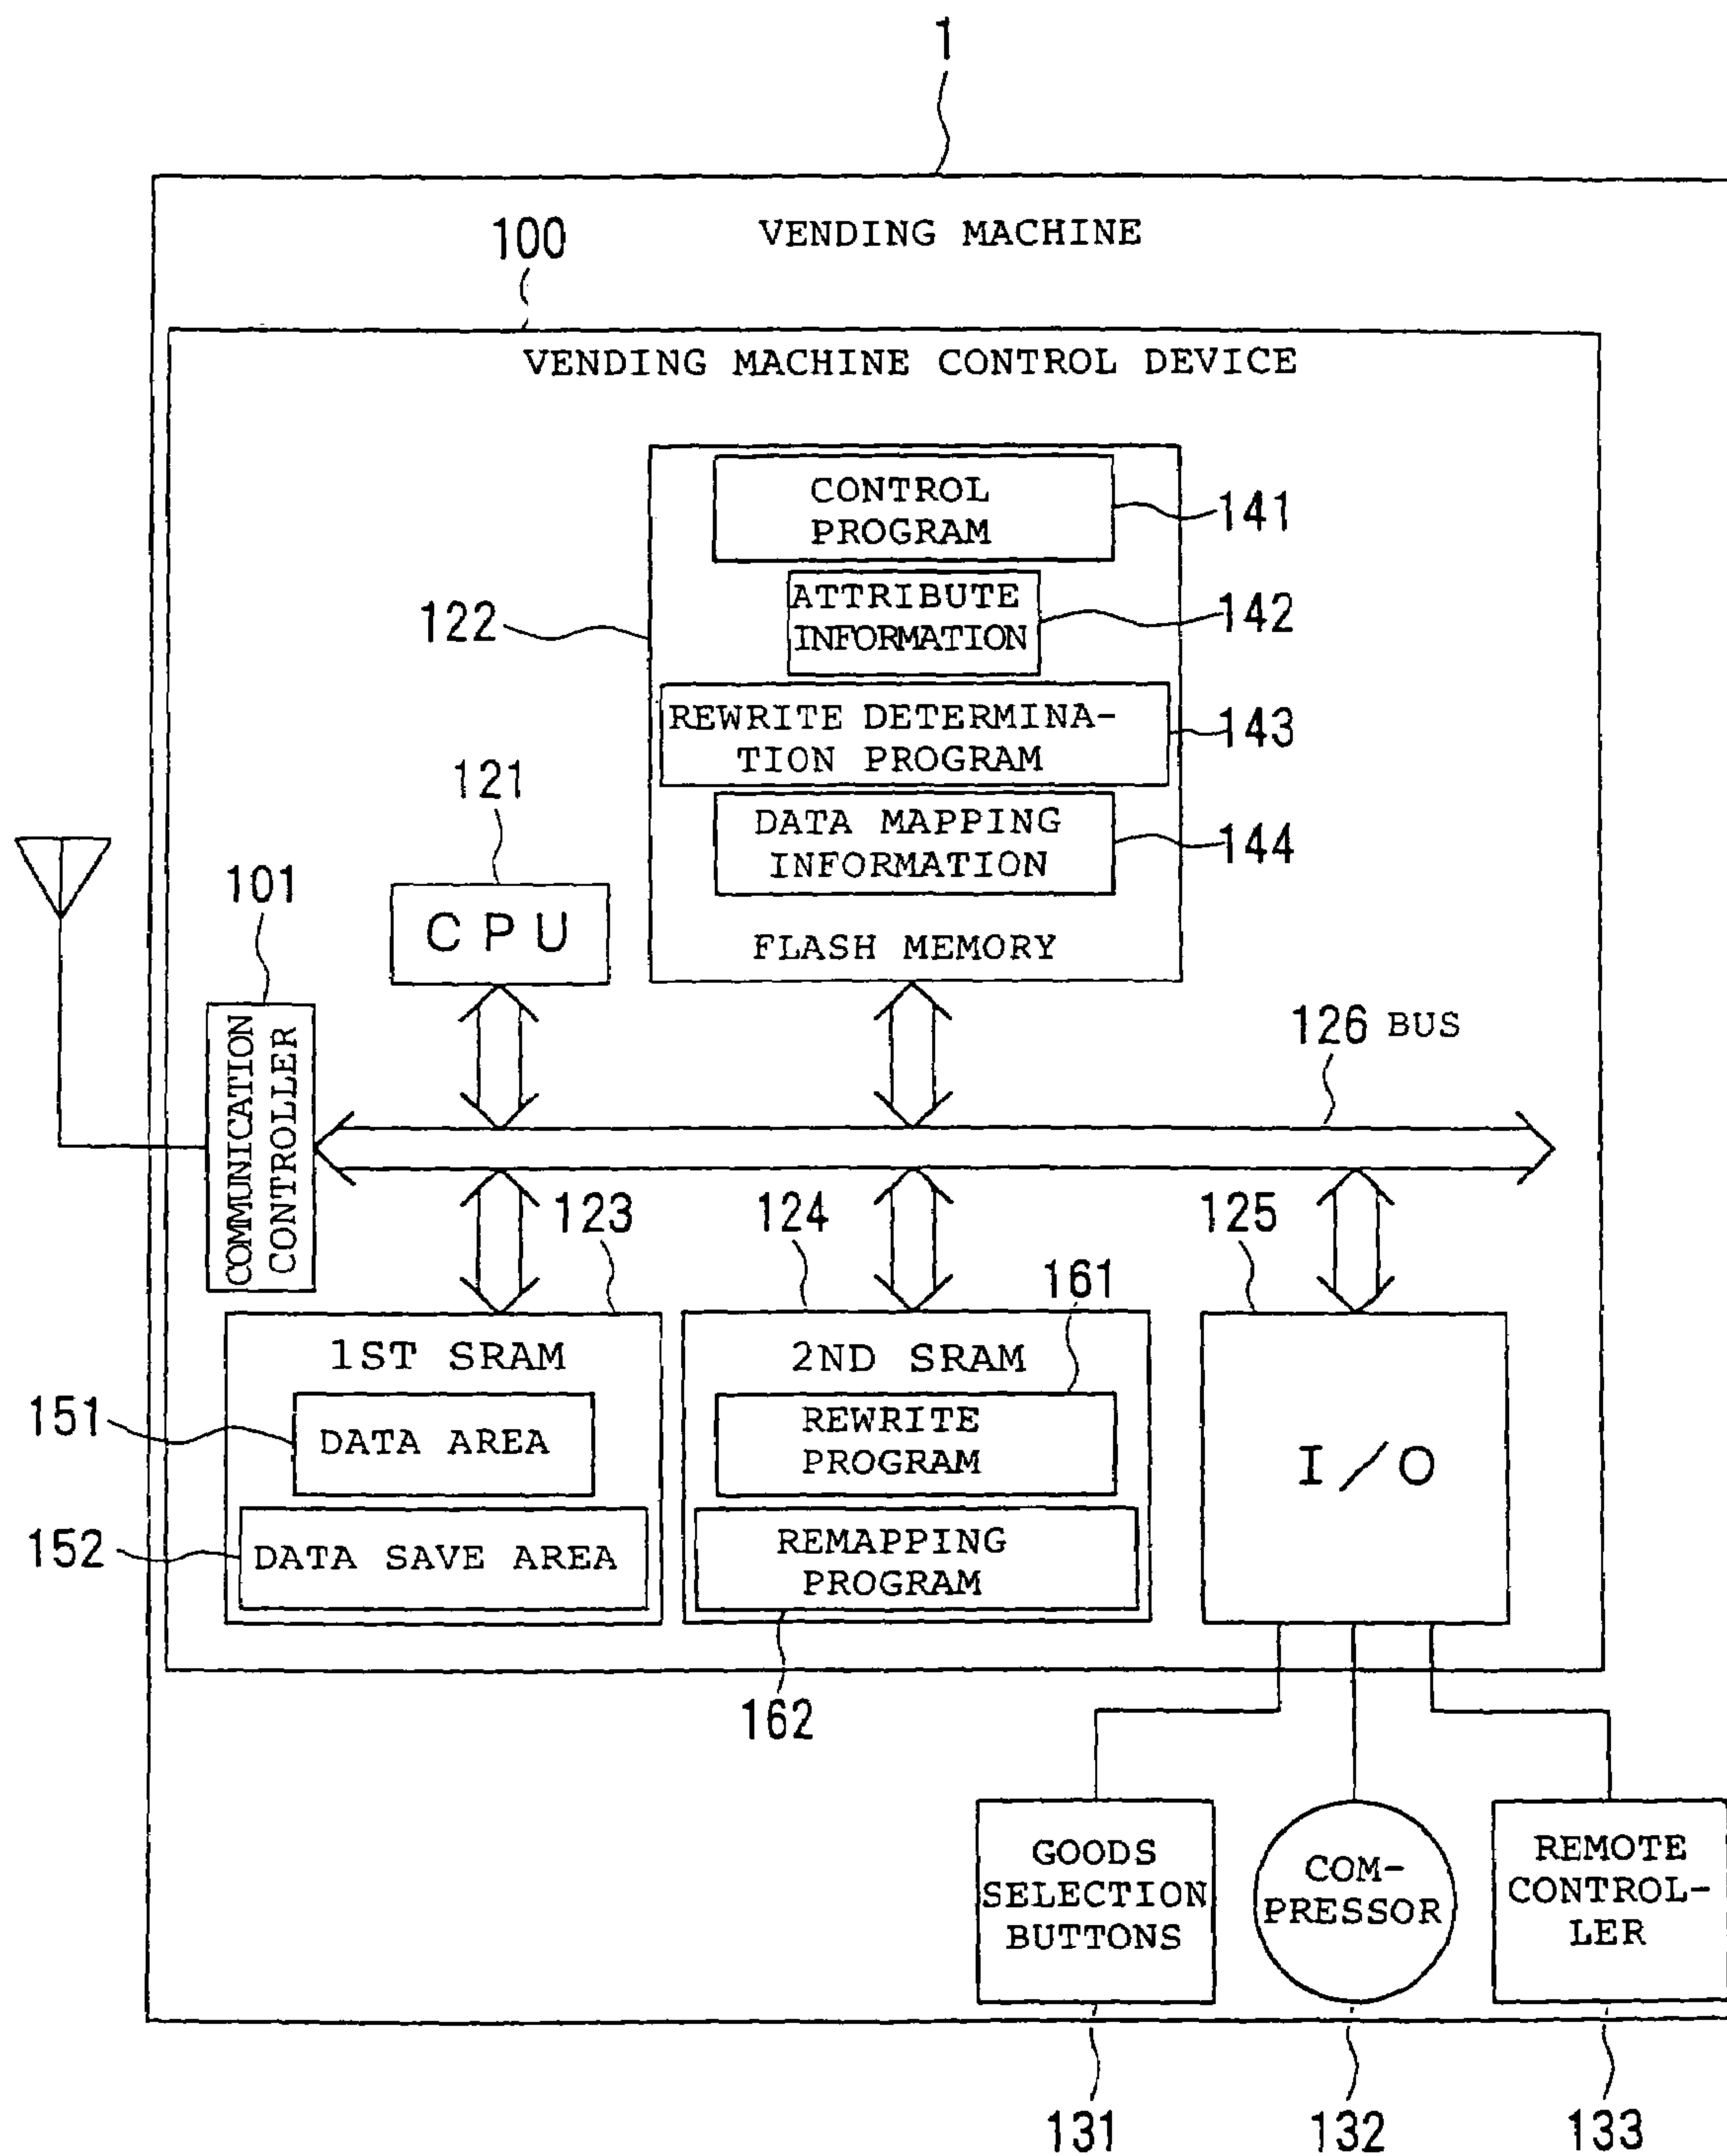 1
VENDING MACHINE
100
VENDING MACHINE CONTROL DEVICE
CONTROL
PROGRAM
141
ATTRIBUTE
INFORMATION
142
122
REWRITE DETERMINA-
TION PROGRAM
143
DATA MAPPING
INFORMATION
144
FLASH MEMORY
121
CPU
101
COMMUNICATION
CONTROLLER
126 BUS
123
124
125
161
1ST SRAM
151
DATA AREA
152
DATA SAVE AREA
2ND SRAM
REWRITE
PROGRAM
REMAPPING
PROGRAM
162
I/O
GOODS
SELECTION
BUTTONS
COM-
PRESSOR
REMOTE
CONTROL-
LER
131
132
133